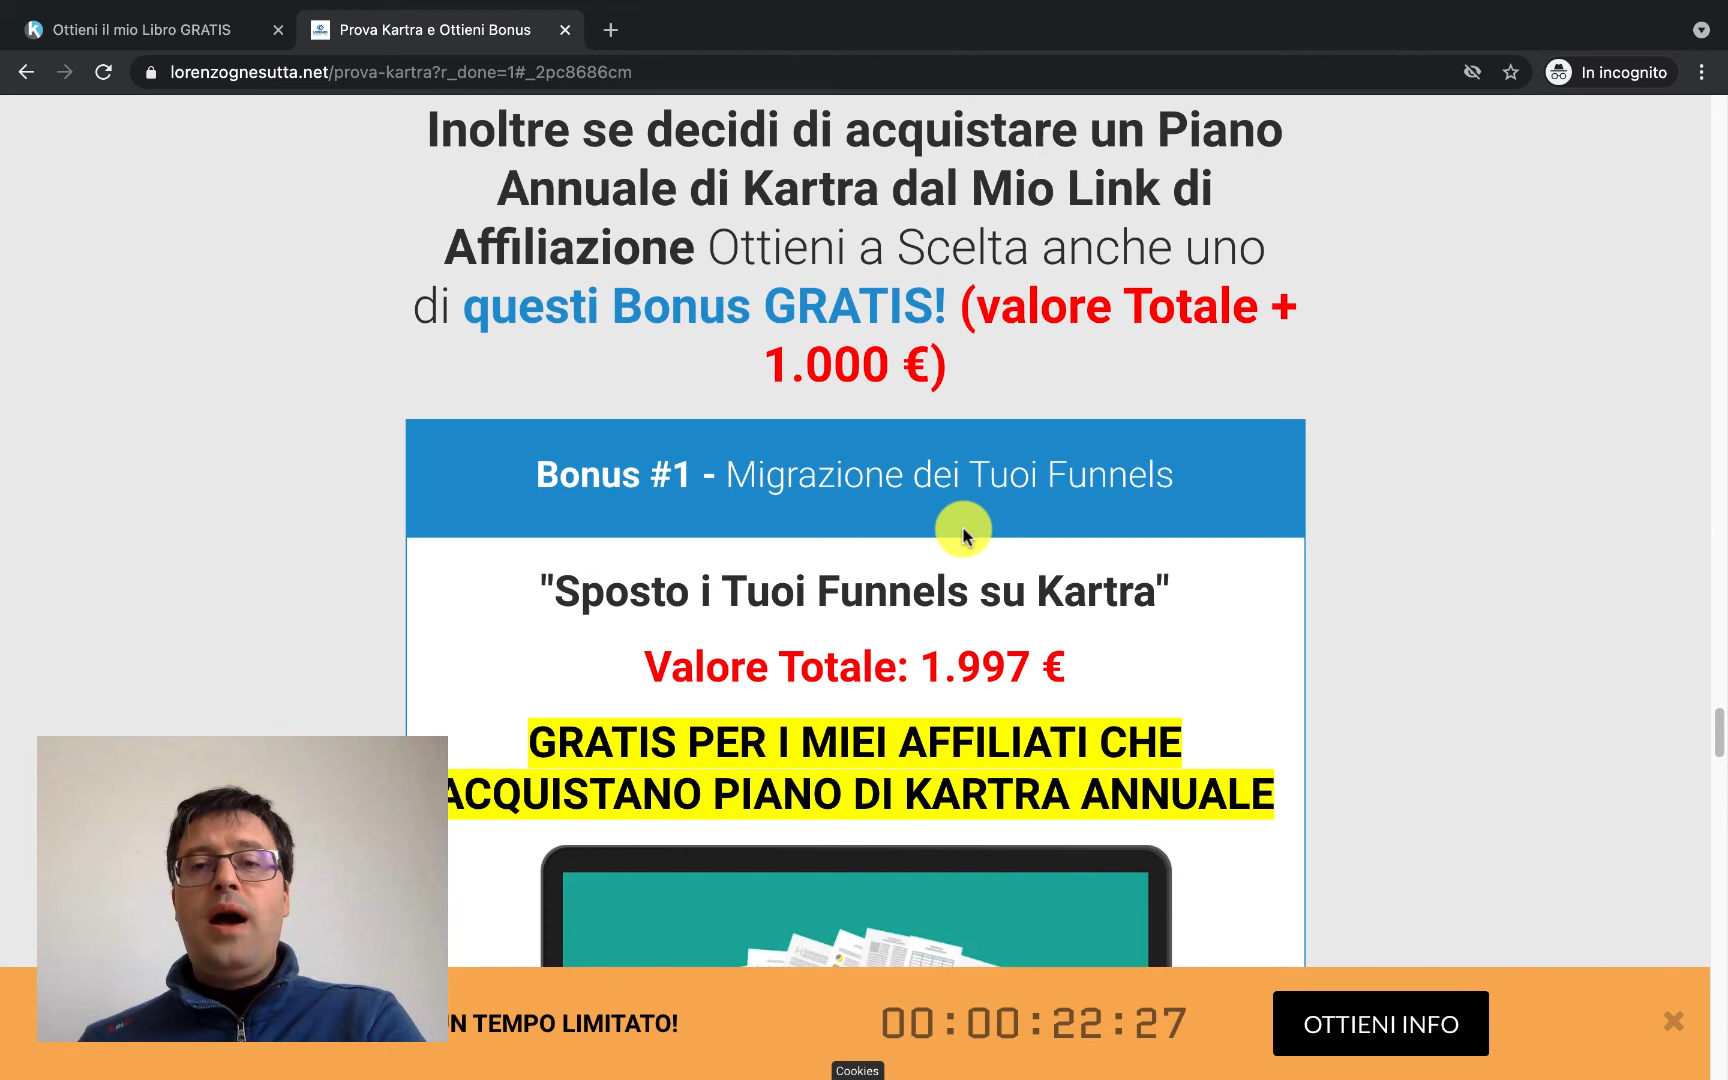 Ottieni il mio Libro GRATIS
Prova Kartra e Ottieni Bonus
lorenzognesutta.net/prova-kartra?r_done=1#_2pc8686cm
In incognito
Inoltre se decidi di acquistare un Piano
Annuale di Kartra dal Mio Link di
Affiliazione Ottieni a Scelta anche uno
di questi Bonus GRATIS! (valore Totale +
1.000 €)
Bonus #1 - Migrazione dei Tuoi Funnels
"Sposto i Tuoi Funnels su Kartra"
Valore Totale: 1.997 €
GRATIS PER I MIEI AFFILIATI CHE
ACQUISTANO PIANO DI KARTRA ANNUALE
TEMPO LIMITATO!
00:00:22:27
OTTIENI INFO
Cookies